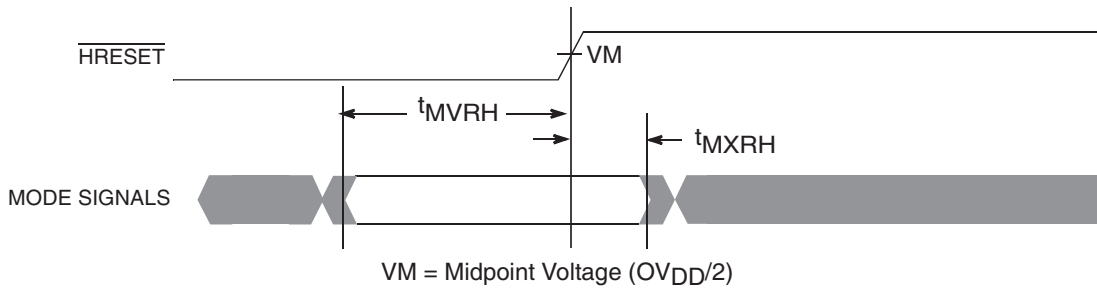 HRESET
VM
tMVRH
tMXRH
MODE SIGNALS
VM = Midpoint Voltage (OVDD/2)